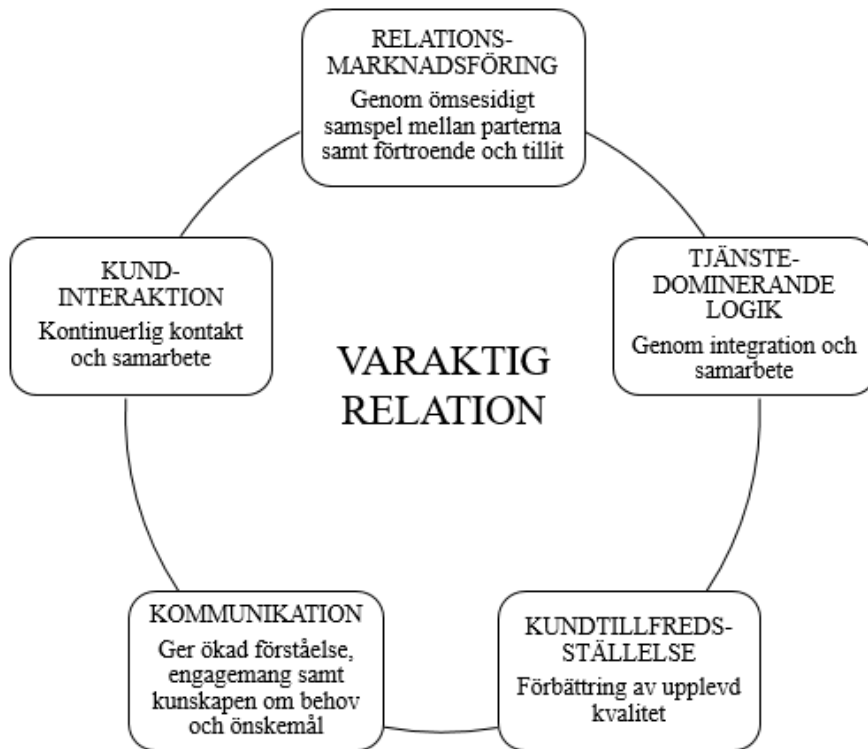 RELATIONS-
MARKNADSFÖRING
Genom ömsesidigt
samspel mellan parterna
samt förtroende och tillit
TJÄNSTE-
DOMINERANDE
LOGIK
Genom integration och
samarbete
KUNDTILLFREDS-
STÄLLELSE
Förbättring av upplevd
kvalitet
KOMMUNIKATION
Ger ökad förståelse,
engagemang samt
kunskapen om behov
och önskemål
KUND-
INTERAKTION
Kontinuerlig kontakt
och samarbete
VARAKTIG
RELATION